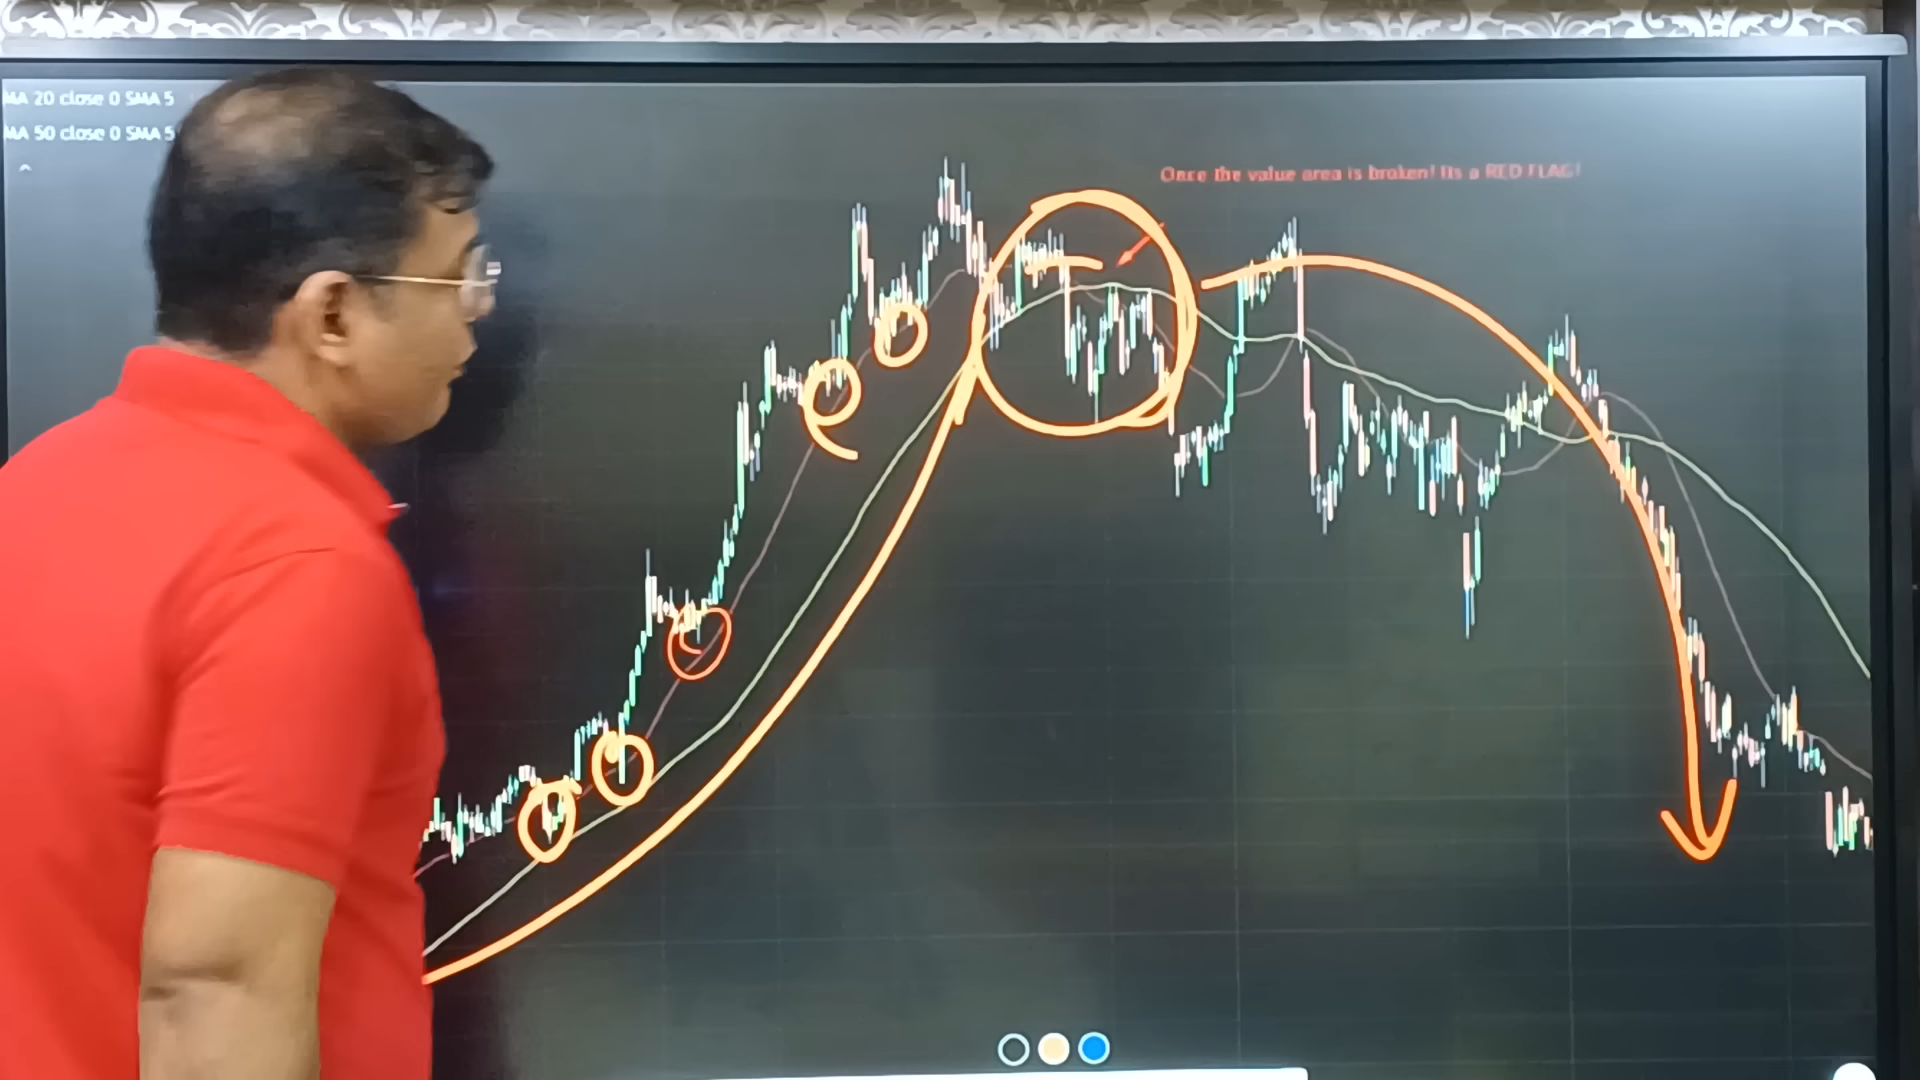 MA 20 close 0 SMA 5
MA 50 close 0 SMA 5
Once the value area is broken! Its a RED FLAG!